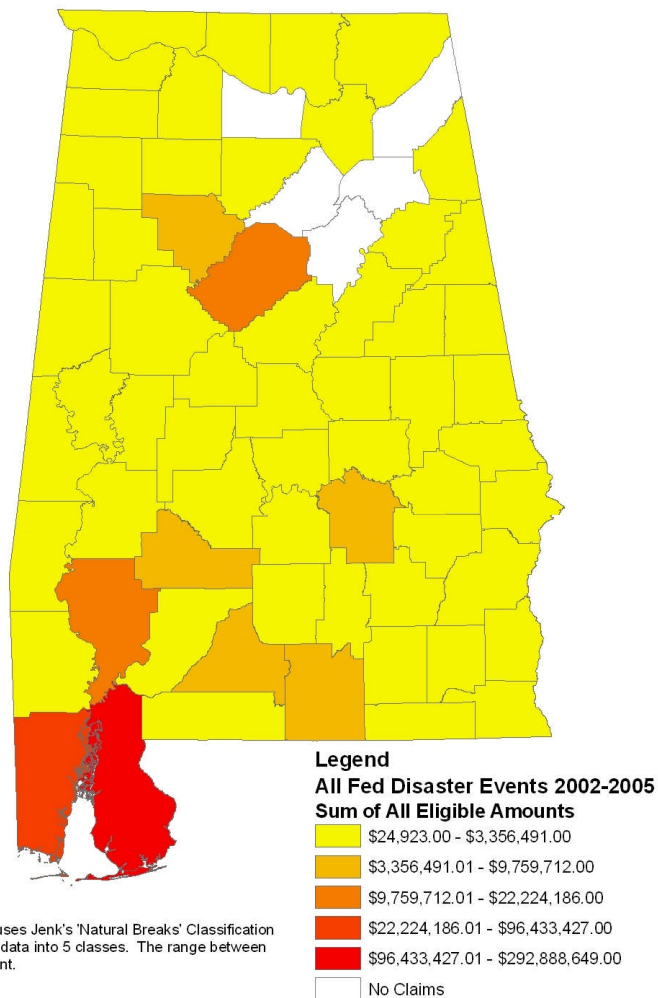 Legend
All Fed Disaster Events 2002-2005
Sum of All Eligible Amounts
$24,923.00 - $3,356,491.00
$3,356,491.01 - $9,759,712.00
$9,759,712.01 - $22,224,186.00
$22,224,186.01 - $96,433,427.00
$96,433,427.01 - $292,888,649.00
No Claims
uses Jenk's 'Natural Breaks' Classification
data into 5 classes. The range between
nt.